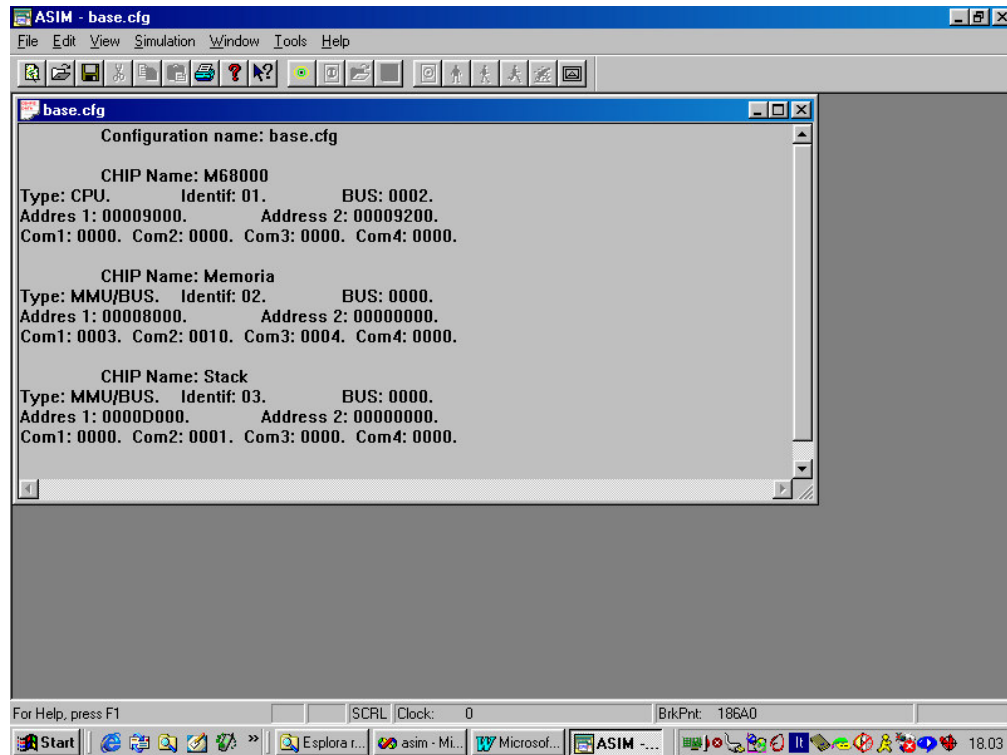 ASIM - base.cfg
File Edit View Simulation Window Tools Help
base.cfg
Configuration name: base.cfg
CHIP Name: M68000
Type: CPU. Identif: 01. BUS: 0002.
Addres 1: 00009000. Address 2: 00009200.
Com1: 0000. Com2: 0000. Com3: 0000. Com4: 0000.
CHIP Name: Memoria
Type: MMU/BUS. Identif: 02. BUS: 0000.
Addres 1: 00008000. Address 2: 00000000.
Com1: 0003. Com2: 0010. Com3: 0004. Com4: 0000.
CHIP Name: Stack
Type: MMU/BUS. Identif: 03. BUS: 0000.
Addres 1: 0000D000. Address 2: 00000000.
Com1: 0000. Com2: 0001. Com3: 0000. Com4: 0000.
For Help, press F1 SCRL Clock: 0 BrkPnt: 186A0
Start » Esplora r... asim - Mi... Microsof... ASIM -... It 18.03